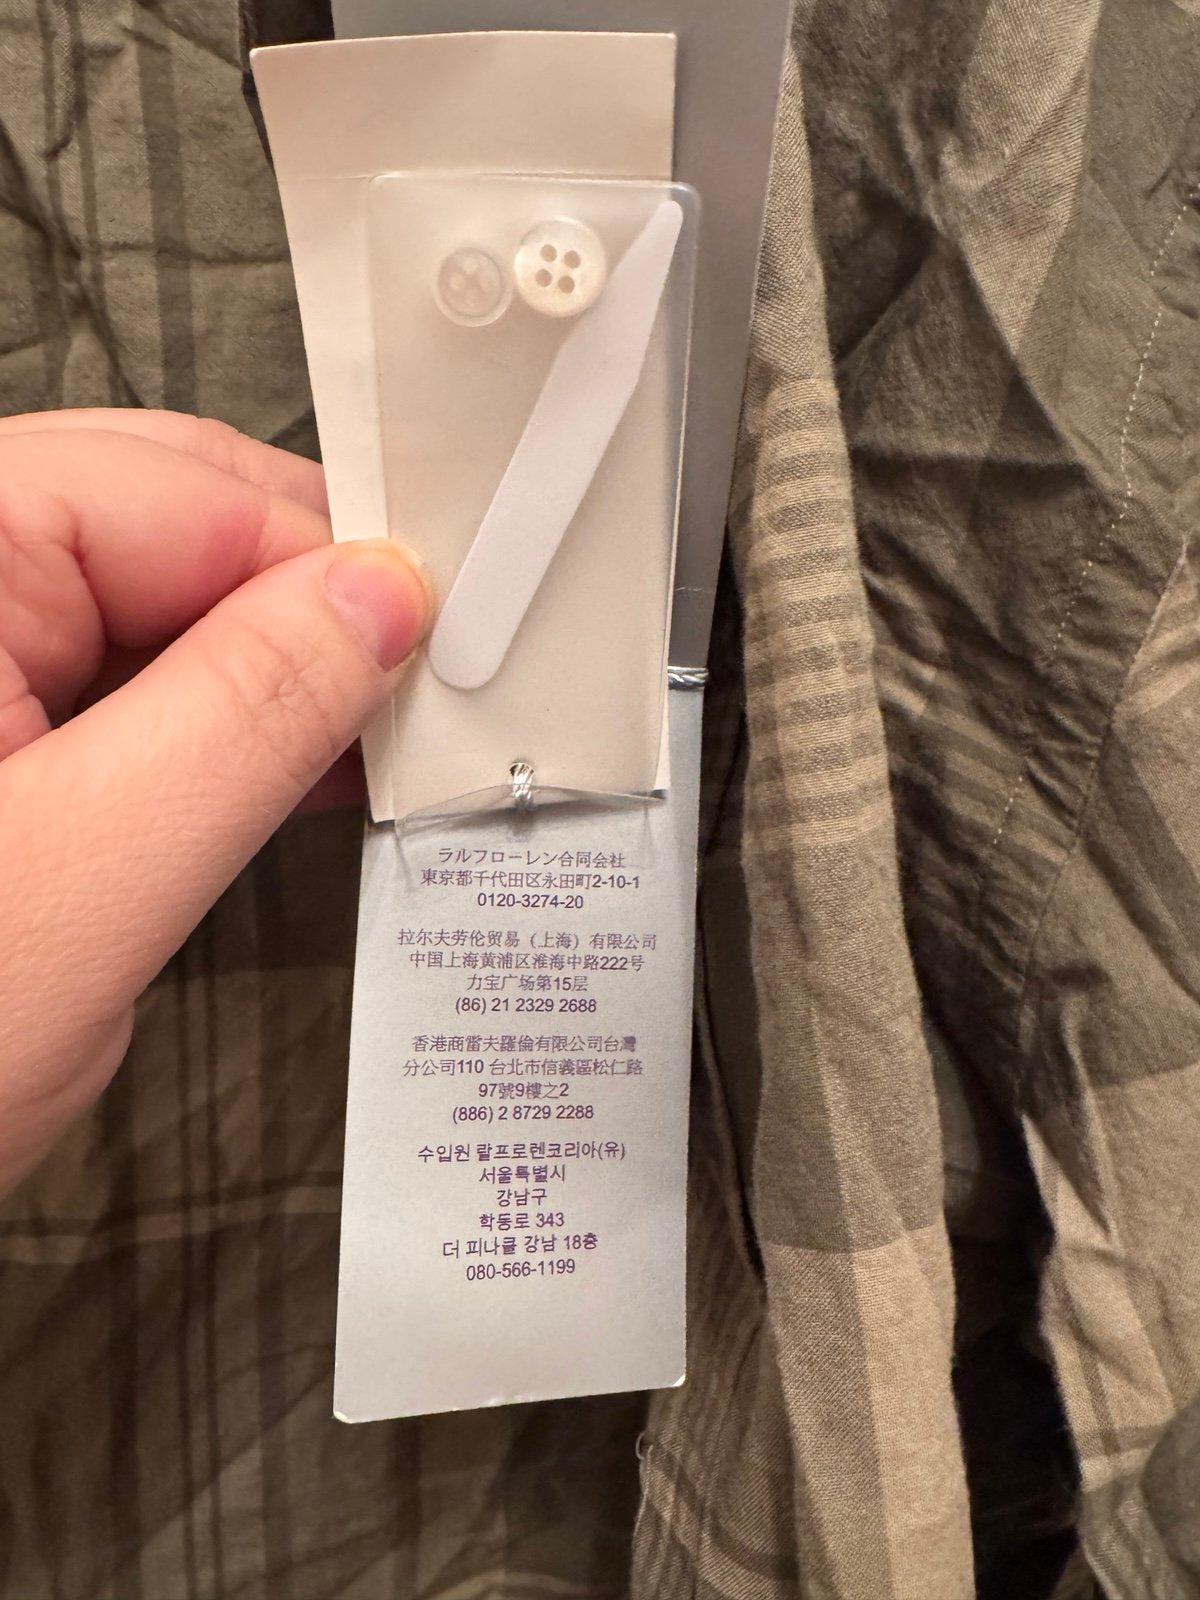 ラルフローレン合同会社
東京都千代田区永田町2-10-1
0120-3274-20
拉尔夫劳伦贸易（上海）有限公司
中国上海黄浦区淮海中路222号
力宝广场第15层
(86) 21 2329 2688
香港商雷夫羅倫有限公司台灣
分公司110 台北市信義區松仁路
97號9樓之2
(886) 2 8729 2288
수입원 랄프로렌코리아(유)
서울특별시
강남구
학동로 343
더 피나클 강남 18층
080-566-1199